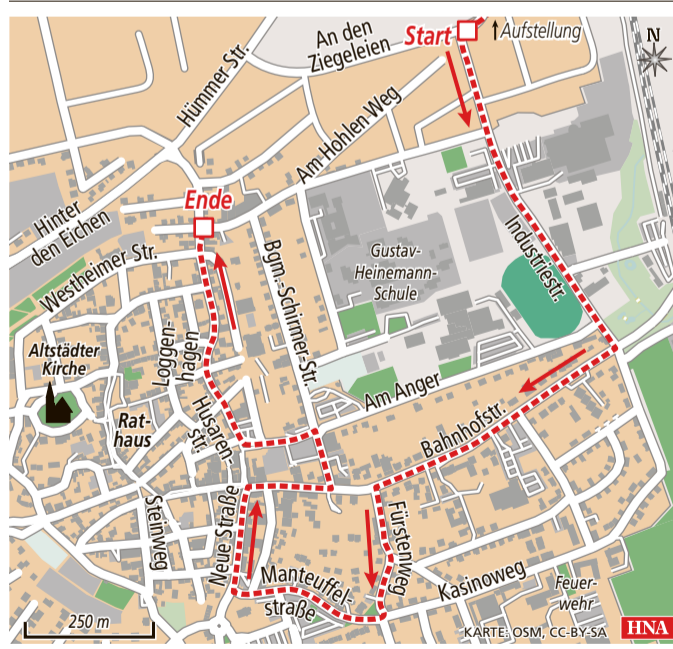 An den
Ziegeleien
Start
Aufstellung
N
Hümmer Str.
Am Hohlen Weg
Ende
Hinter
den Eichen
Westheimer Str.
Bgm.-Schirmer-Str.
Gustav-
Heinemann-
Schule
Industriestr.
Altstädter
Kirche
Loggen-
hagen
Am Anger
Rat-
haus
Husaren-
str.
Bahnhofstr.
Steinweg
Neue Straße
Fürstenweg
Manteuffel-
straße
Kasinoweg
Feuer-
wehr
250 m
KARTE: OSM, CC-BY-SA
HNA